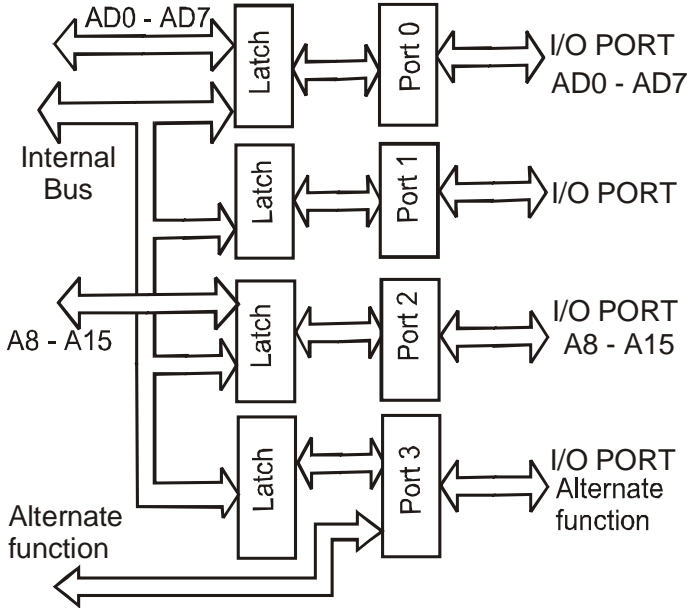 AD0 - AD7
Latch
Port 0
I/O PORT
AD0 - AD7
Internal
Bus
Latch
Port 1
I/O PORT
A8 - A15
Latch
Port 2
I/O PORT
A8 - A15
Latch
Port 3
I/O PORT
Alternate
function
Alternate
function